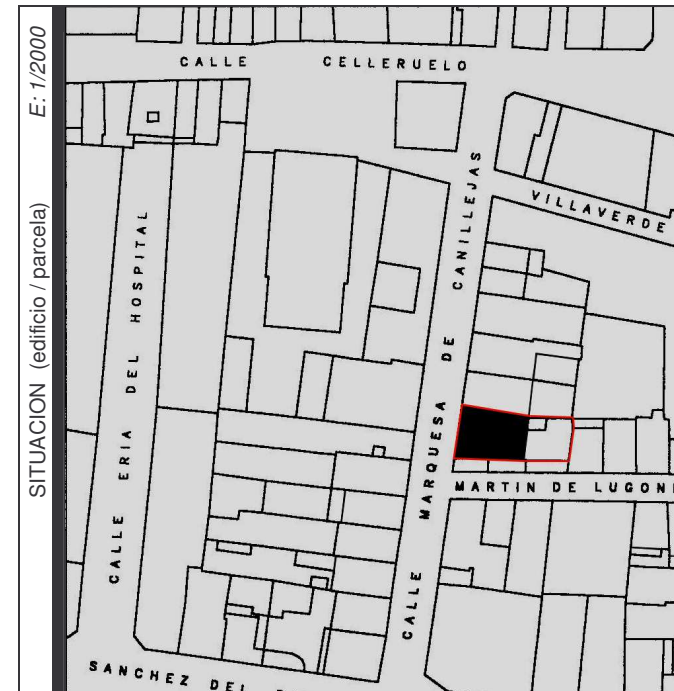 E: 1/2000
SITUACION (edificio / parcela)
CALLE CELLERUELO
VILLAVERDE
CALLE ERIA DEL HOSPITAL
CALLE MARQUESA DE CANILLEJAS
MARTIN DE LUGON
SANCHEZ DEL